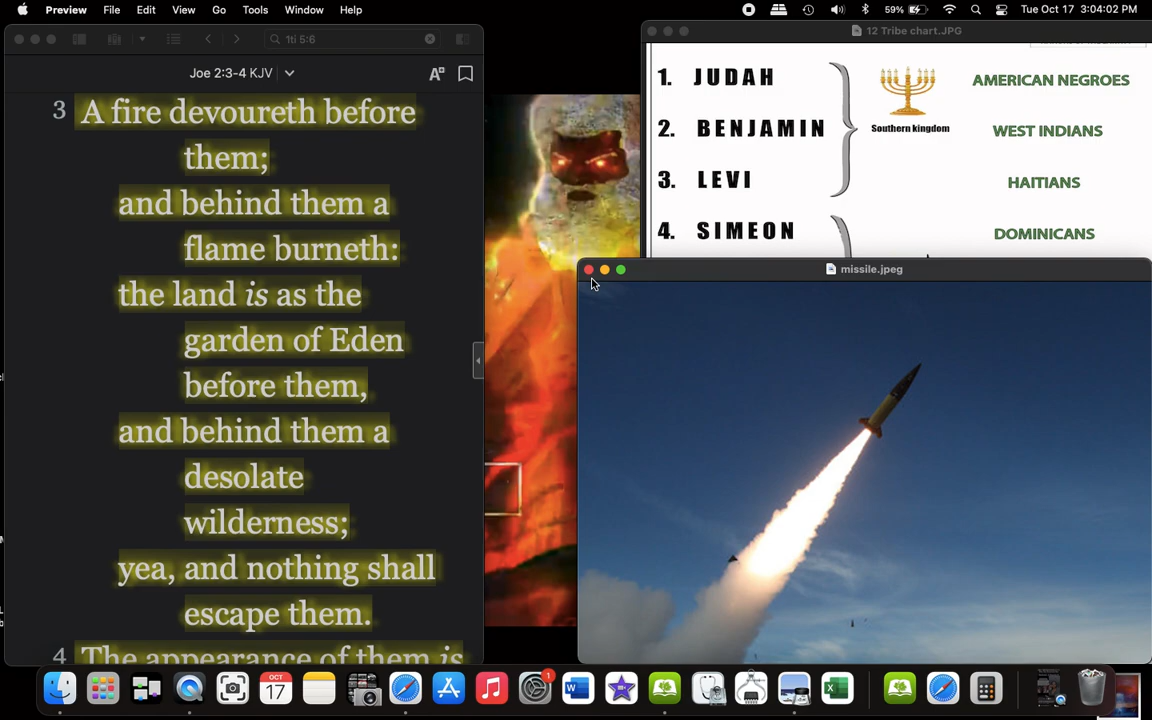 Preview File Edit View Go Tools Window Help 59% Tue Oct 17 3:04:02 PM
1ti 5:6
Joe 2:3-4 KJV
3 A fire devoureth before
them;
and behind them a
flame burneth:
the land is as the
garden of Eden
before them,
and behind them a
desolate
wilderness;
yea, and nothing shall
escape them.
4 The appearance of them is
12 Tribe chart.JPG
1. JUDAH
AMERICAN NEGROES
Southern kingdom
2. BENJAMIN
WEST INDIANS
3. LEVI
HAITIANS
4. SIMEON
DOMINICANS
missile.jpeg
OCT
17
1